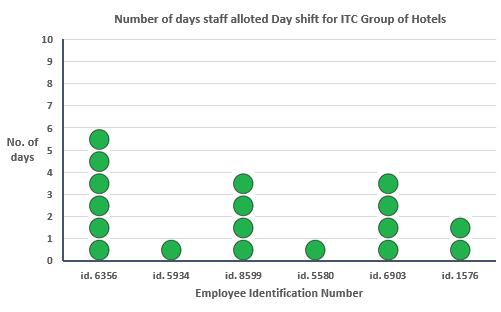 Number of days staff alloted Day shift for ITC Group of Hotels
10
9
8
7
6
5
4
3
2
1
0
No. of
days
id. 6356 id. 5934 id. 8599 id. 5580 id. 6903 id. 1576
Employee Identification Number